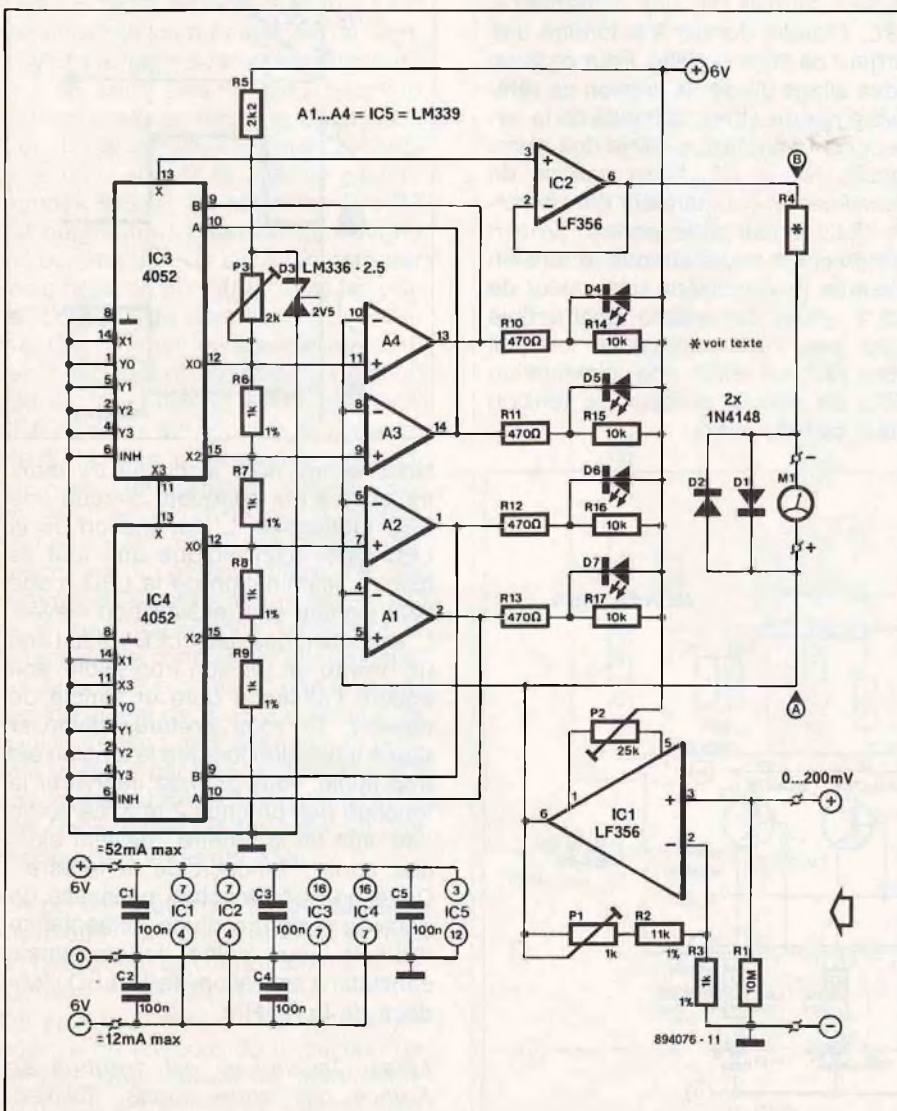 R5
2k2
A1...A4 = IC5 = LM339
+ 6V
13
X
B 9
A 10
IC3
4052
8
14 X1
1 Y0
5 Y1
2 Y2
4 Y3
6 INH
X0 12
X2 15
X3
11
P3
2k
D3 LM336 - 2.5
2V5
R6
1k
1%
R7
1k
1%
R8
1k
1%
R9
1k
1%
3
+
2
-
IC2
6
LF356
B
R4
*
* voir texte
10 -
11 +
A4
13
8 -
9 +
A3
14
6 -
7 +
A2
1
4 -
5 +
A1
2
R10
470Ω
D4
R14
10k
R11
470Ω
D5
R15
10k
R12
470Ω
D6
R16
10k
R13
470Ω
D7
R17
10k
2x
1N4148
D2
D1
-
M1
+
A
13
X
IC4
4052
X0 12
X2 15
8
14 X1
11 X3
1 Y0
9 Y1
2 Y2
4 Y3
6 INH
B 9
A 10
P2
25k
5
1
6
IC1
LF356
+ 3
- 2
0...200mV
+
P1
1k
R2
11k
1%
R3
1k
1%
R1
10M
894076 - 11
-
+
6V
=52mA max
0
6V
-
=12mA max
C1
100n
C2
100n
7
IC1
4
7
IC2
4
C3
100n
C4
100n
16
IC3
7
16
IC4
7
C5
100n
3
IC5
12